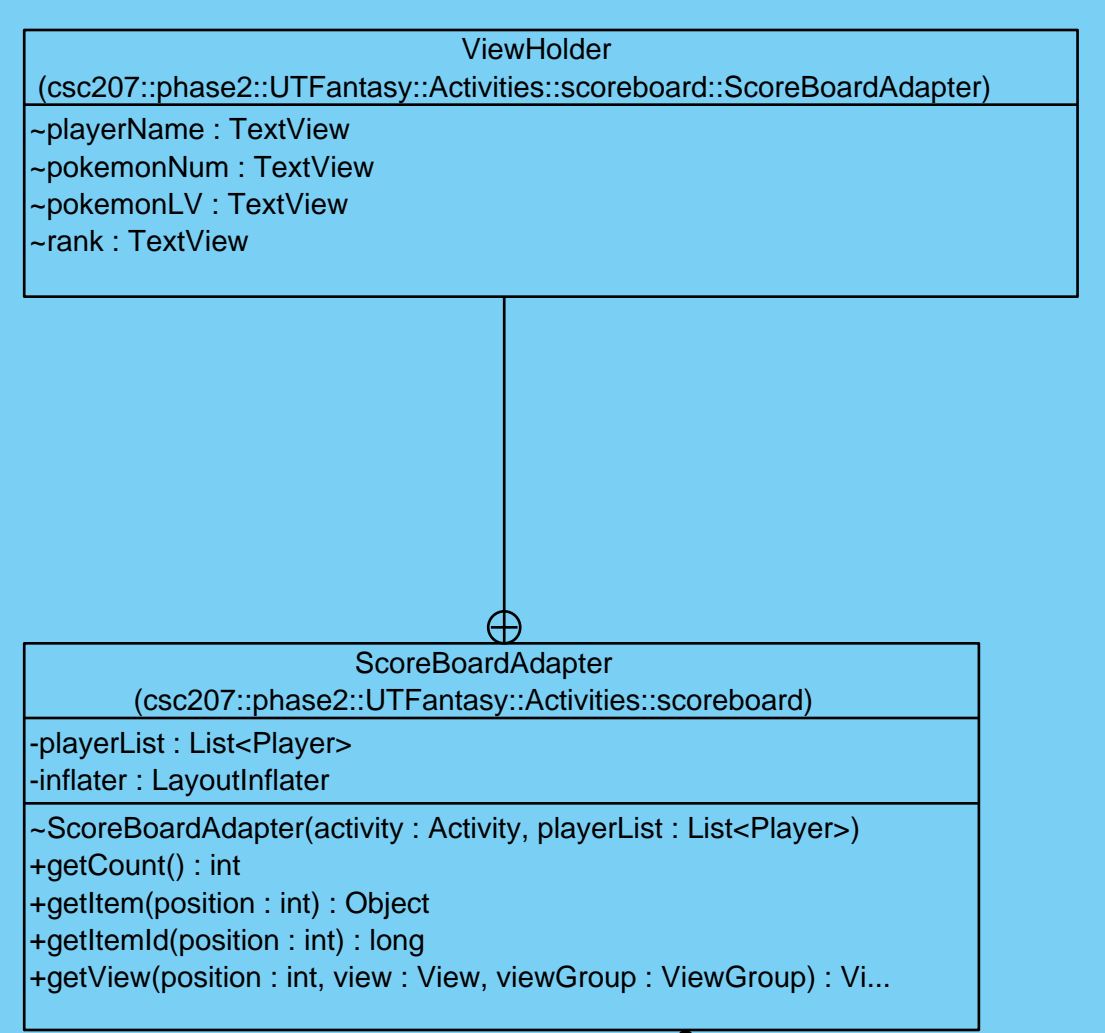 ViewHolder
(csc207::phase2::UTFantasy::Activities::scoreboard::ScoreBoardAdapter)
~playerName : TextView
~pokemonNum : TextView
~pokemonLV : TextView
~rank : TextView
ScoreBoardAdapter
(csc207::phase2::UTFantasy::Activities::scoreboard)
-playerList : List<Player>
-inflater : LayoutInflater
~ScoreBoardAdapter(activity : Activity, playerList : List<Player>)
+getCount() : int
+getItem(position : int) : Object
+getItemId(position : int) : long
+getView(position : int, view : View, viewGroup : ViewGroup) : Vi...